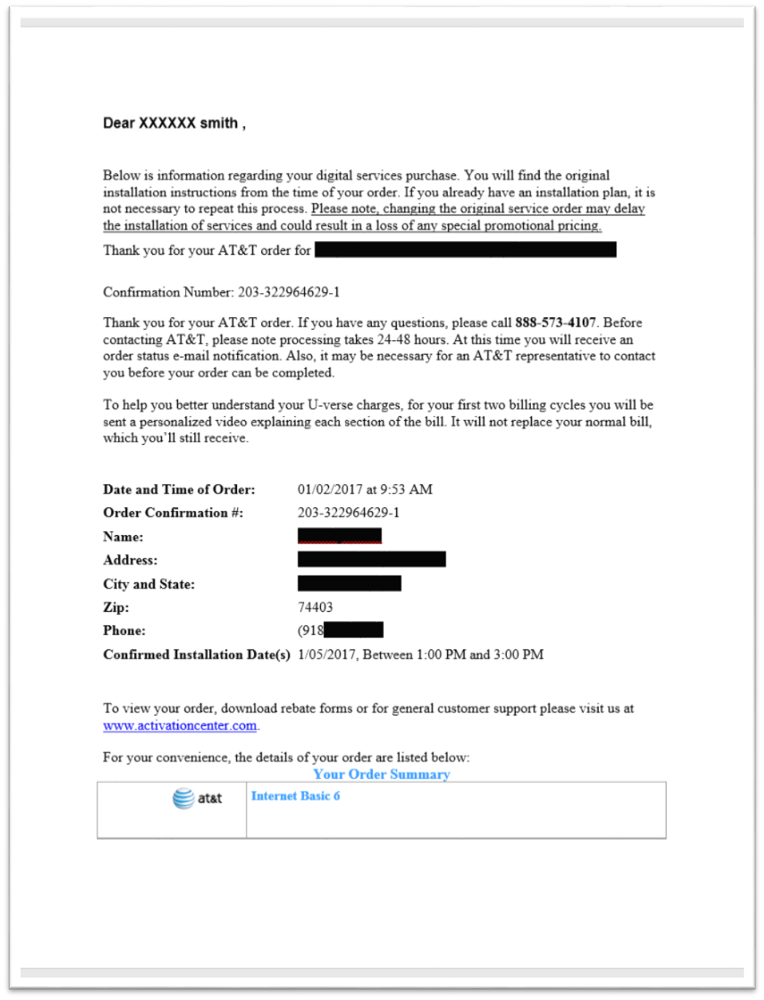 Dear XXXXXX smith ,
Below is information regarding your digital services purchase. You will find the original
installation instructions from the time of your order. If you already have an installation plan, it is
not necessary to repeat this process. Please note, changing the original service order may delay
the installation of services and could result in a loss of any special promotional pricing.
Thank you for your AT&T order for
Confirmation Number: 203-322964629-1
Thank you for your AT&T order. If you have any questions, please call 888-573-4107. Before
contacting AT&T, please note processing takes 24-48 hours. At this time you will receive an
order status e-mail notification. Also, it may be necessary for an AT&T representative to contact
you before your order can be completed.
To help you better understand your U-verse charges, for your first two billing cycles you will be
sent a personalized video explaining each section of the bill. It will not replace your normal bill,
which you'll still receive.
Date and Time of Order: 01/02/2017 at 9:53 AM
Order Confirmation #: 203-322964629-1
Name:
Address:
City and State:
Zip: 74403
Phone: (918
Confirmed Installation Date(s) 1/05/2017, Between 1:00 PM and 3:00 PM
To view your order, download rebate forms or for general customer support please visit us at
www.activationcenter.com.
For your convenience, the details of your order are listed below:
Your Order Summary
at&t Internet Basic 6